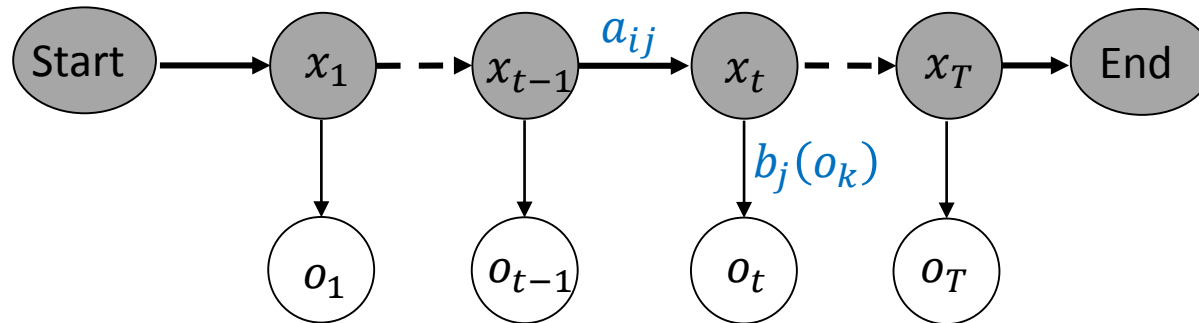 a_{ij}
Start x_1 x_{t-1} x_t x_T End
b_j(o_k)
o_1 o_{t-1} o_t o_T